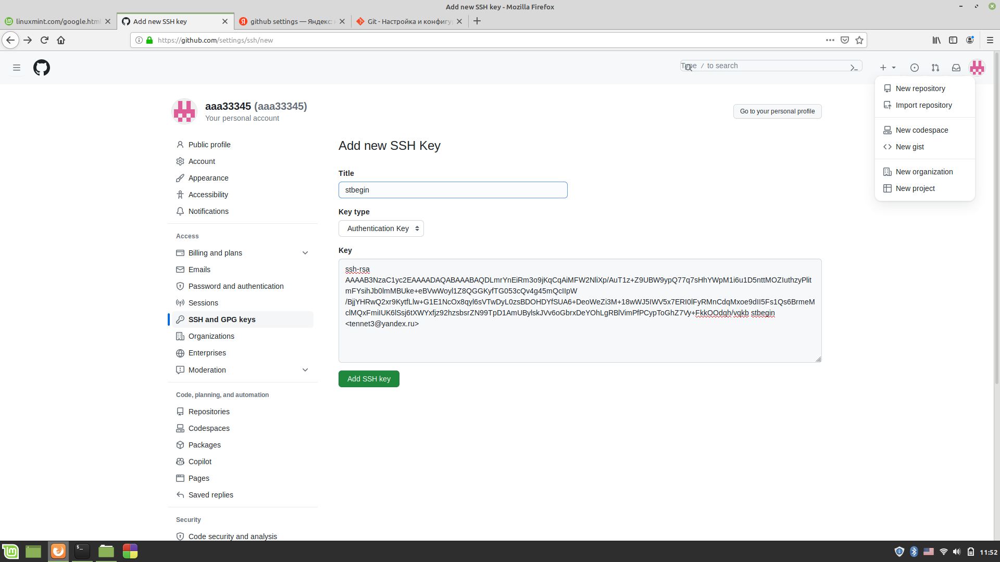 Add new SSH key - Mozilla Firefox
linuxmint.com/google.html
Add new SSH key
github settings — Яндекс:
Git - Настройка и конфигу
https://github.com/settings/ssh/new
Type / to search
New repository
Import repository
New codespace
New gist
New organization
New project
aaa33345 (aaa33345)
Your personal account
Go to your personal profile
Public profile
Account
Appearance
Accessibility
Notifications
Access
Billing and plans
Emails
Password and authentication
Sessions
SSH and GPG keys
Organizations
Enterprises
Moderation
Code, planning, and automation
Repositories
Codespaces
Packages
Copilot
Pages
Saved replies
Security
Code security and analysis
Add new SSH Key
Title
stbegin
Key type
Authentication Key
Key
ssh-rsa
AAAAB3NzaC1yc2EAAAADAQABAAABAQDLmrYnEiRm3o9jKqCqAiMFW2NliXp/AuT1z+Z9UBW9ypQ77q7sHhYWpM1i6u1D5nttMOZIuthzyPlit
mFYsihJb0lmMBUke+eBVwWoyl1Z8QGGKyfTG053cQv4g45mQcIIpW
/BjjYHRwQ2xr9KytfLlw+G1E1NcOx8qyl6sVTwDyL0zsBDOHDYfSUA6+DeoWeZi3M+18wWJ5IWV5x7ERI0lFyRMnCdqMxoe9dII5Fs1Qs6BrmeM
clMQxFmiIUK6lSsj6tXWYxfjz92hzsbsrZN99TpD1AmUBylskJVv6oGbrxDeYOhLgRBlVimPfPCypToGhZ7Vy+FkkOOdqh/vqkb stbegin
<tennet3@yandex.ru>
Add SSH key
11:52